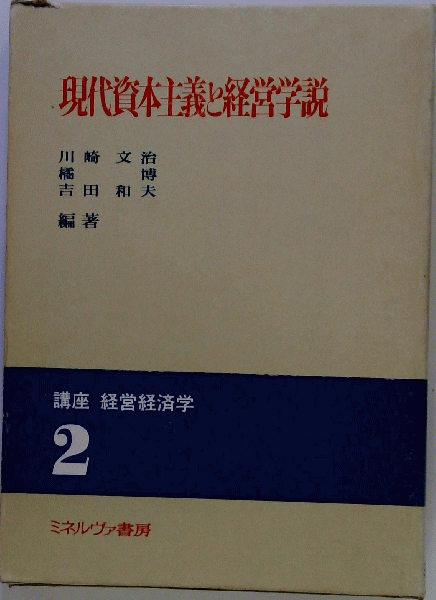 現代資本主義と経営学説
川崎文治
橘博
吉田和夫
編著
講座 経営経済学
2
ミネルヴァ書房